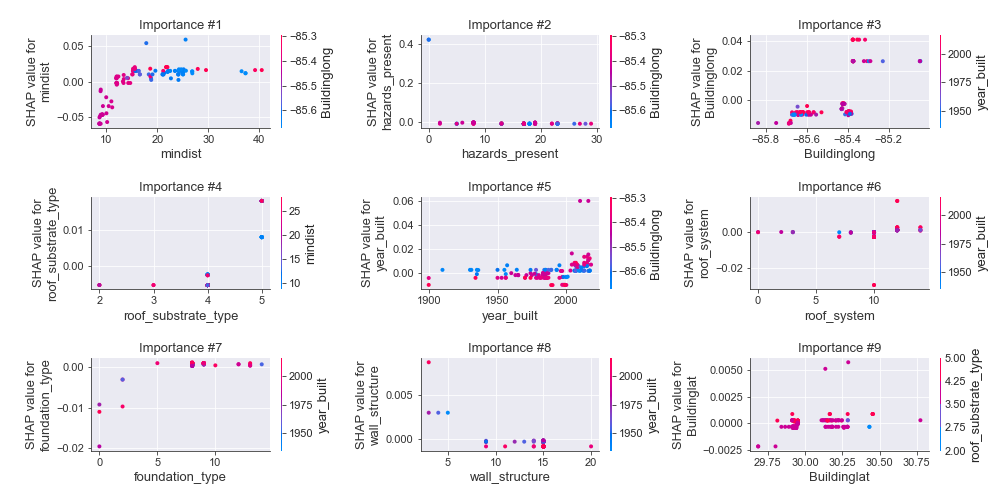 Importance #1
SHAP value for
mindist
0.05
0.00
−0.05
10
20
30
40
mindist
−85.3
−85.4
−85.5
−85.6
Buildinglong
Importance #2
SHAP value for
hazards_present
0.4
0.2
0.0
0
10
20
30
hazards_present
−85.3
−85.4
−85.5
−85.6
Buildinglong
Importance #3
SHAP value for
Buildinglong
0.04
0.02
0.00
−85.8
−85.6
−85.4
−85.2
Buildinglong
2000
1975
1950
year_built
Importance #4
SHAP value for
roof_substrate_type
0.01
0.00
2
3
4
5
roof_substrate_type
25
20
15
10
mindist
Importance #5
SHAP value for
year_built
0.06
0.04
0.02
0.00
1900
1950
2000
year_built
−85.3
−85.4
−85.5
−85.6
Buildinglong
Importance #6
SHAP value for
roof_system
0.00
−0.02
0
5
10
roof_system
2000
1975
1950
year_built
Importance #7
SHAP value for
foundation_type
0.00
−0.01
−0.02
0
5
10
foundation_type
2000
1975
1950
year_built
Importance #8
SHAP value for
wall_structure
0.005
0.000
5
10
15
20
wall_structure
2000
1975
1950
year_built
Importance #9
SHAP value for
Buildinglat
0.0050
0.0025
0.0000
−0.0025
29.75
30.00
30.25
30.50
30.75
Buildinglat
5.00
4.25
3.50
2.75
2.00
roof_substrate_type